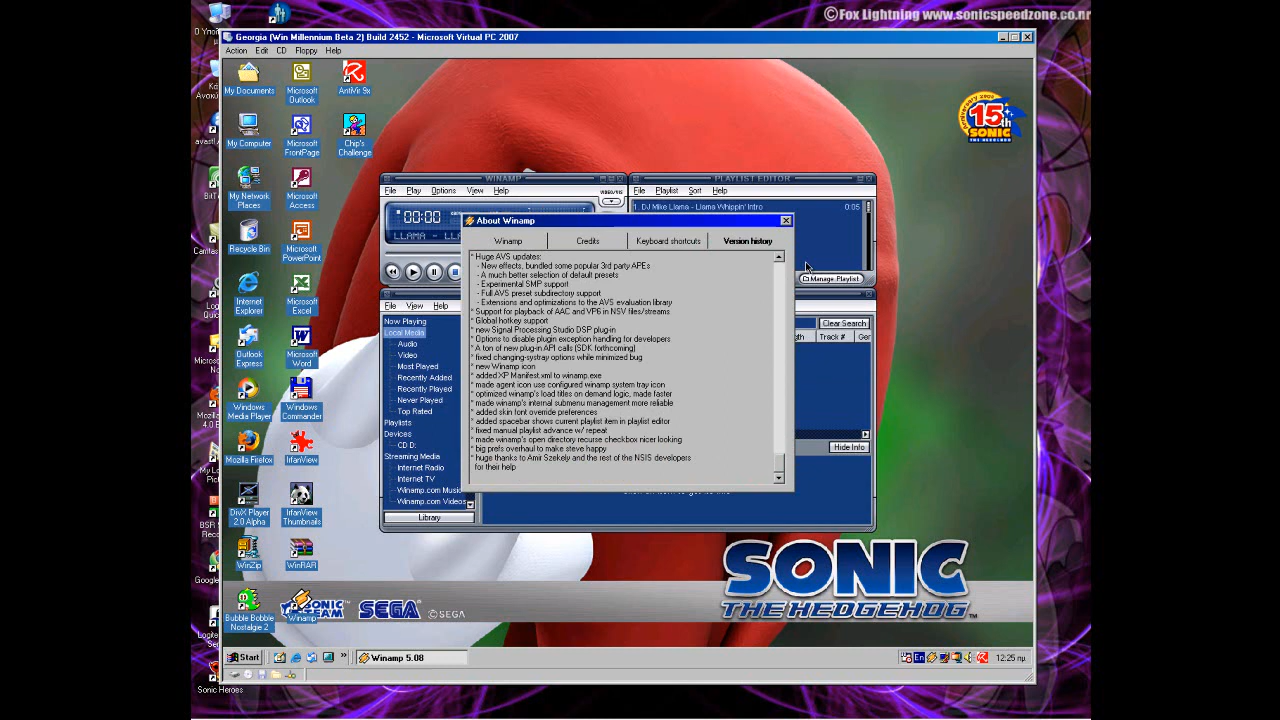 ©Fox Lightning www.sonicspeedzone.co.nr
Georgia (Win Millennium Beta 2) Build 2452 - Microsoft Virtual PC 2007
Action Edit CD Floppy Help
My Documents
Microsoft Outlook
AntiVir 9x
My Computer
Microsoft FrontPage
Chip's Challenge
My Network Places
Microsoft Access
Recycle Bin
Microsoft PowerPoint
Internet Explorer
Microsoft Excel
Outlook Express
Microsoft Word
Windows Media Player
Windows Commander
Mozilla Firefox
IrfanView
DivX Player 2.0 Alpha
IrfanView Thumbnails
WinZip
WinRAR
Bubble Bobble Nostalgie 2
Winamp
15th
SONIC
THE HEDGEHOG
WINAMP
File Play Options View Help
00:00
PLAYLIST EDITOR
File Playlist Sort Help
1 DJ Mike Llama - Llama Whippin' Intro 0:05
Manage Playlist
About Winamp
Winamp Credits Keyboard shortcuts Version history
* Huge AVS updates:
- New effects, bundled some popular 3rd party APEs
- A much better selection of default presets
- Experimental SMP support
- Full AVS preset subdirectory support
- Extensions and optimizations to the AVS evaluation library
* Support for playback of AAC and VP6 in NSV files/streams
* Global hotkey support
* new Signal Processing Studio DSP plug-in
* Options to disable plugin exception handling for developers
* A ton of new plug-in API calls (SDK forthcoming)
* fixed changing-systray options while minimized bug
* new Winamp icon
* added XP Manifest.xml to winamp.exe
* made agent icon use configured winamp system tray icon
* optimized winamp's load titles on demand logic, made faster
* made winamp's internal submenu management more reliable
* added skin font override preferences
* added spacebar shows current playlist item in playlist editor
* fixed manual playlist advance w/ repeat
* made winamp's open directory recurse checkbox nicer looking
* big prefs overhaul to make steve happy
* huge thanks to Amir Szekely and the rest of the NSIS developers
for their help
File View Help
Now Playing
Local Media
Audio
Video
Most Played
Recently Added
Recently Played
Never Played
Top Rated
Playlists
Devices
CD D:
Streaming Media
Internet Radio
Internet TV
Winamp.com Music
Winamp.com Videos
Library
Clear Search
Track #
Hide Info
SONIC
THE HEDGEHOG™
SONIC TEAM
SEGA
©SEGA
Start
Winamp 5.08
En
12:25 πμ
Sonic Heroes